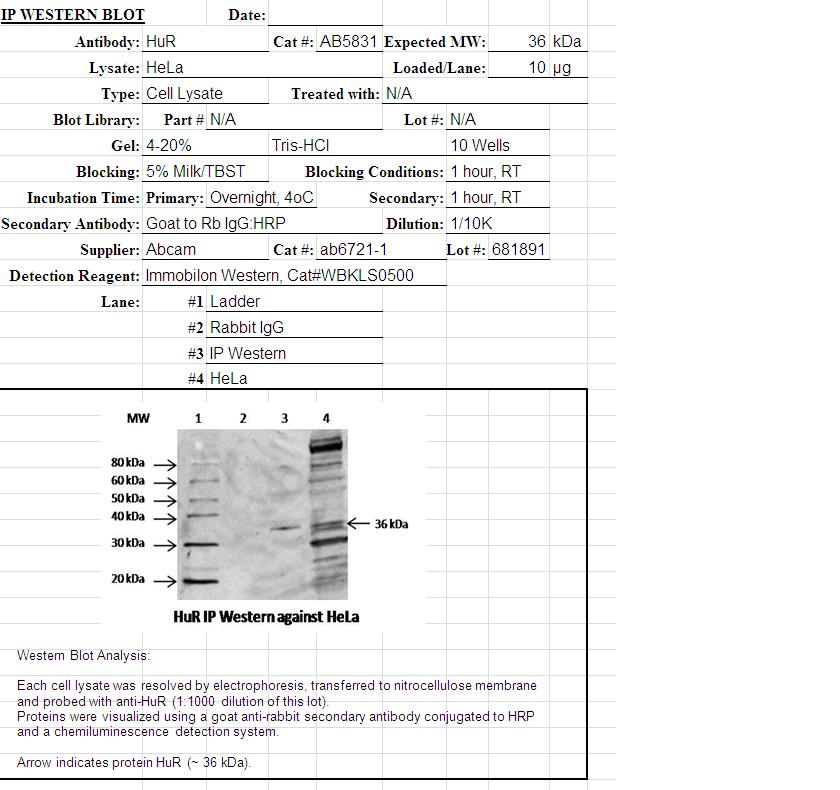 IP WESTERN BLOT Date:
Antibody: HuR Cat #: AB5831 Expected MW: 36 kDa
Lysate: HeLa Loaded/Lane: 10 µg
Type: Cell Lysate Treated with: N/A
Blot Library: Part # N/A Lot #: N/A
Gel: 4-20% Tris-HCl 10 Wells
Blocking: 5% Milk/TBST Blocking Conditions: 1 hour, RT
Incubation Time: Primary: Overnight, 4oC Secondary: 1 hour, RT
Secondary Antibody: Goat to Rb IgG:HRP Dilution: 1/10K
Supplier: Abcam Cat #: ab6721-1 Lot #: 681891
Detection Reagent: Immobilon Western, Cat#WBKLS0500
Lane: #1 Ladder
#2 Rabbit IgG
#3 IP Western
#4 HeLa
MW 1 2 3 4
80 kDa
60 kDa
50 kDa
40 kDa
36 kDa
30 kDa
20 kDa
HuR IP Western against HeLa
Western Blot Analysis:
Each cell lysate was resolved by electrophoresis, transferred to nitrocellulose membrane
and probed with anti-HuR (1:1000 dilution of this lot).
Proteins were visualized using a goat anti-rabbit secondary antibody conjugated to HRP
and a chemiluminescence detection system.
Arrow indicates protein HuR (~ 36 kDa).